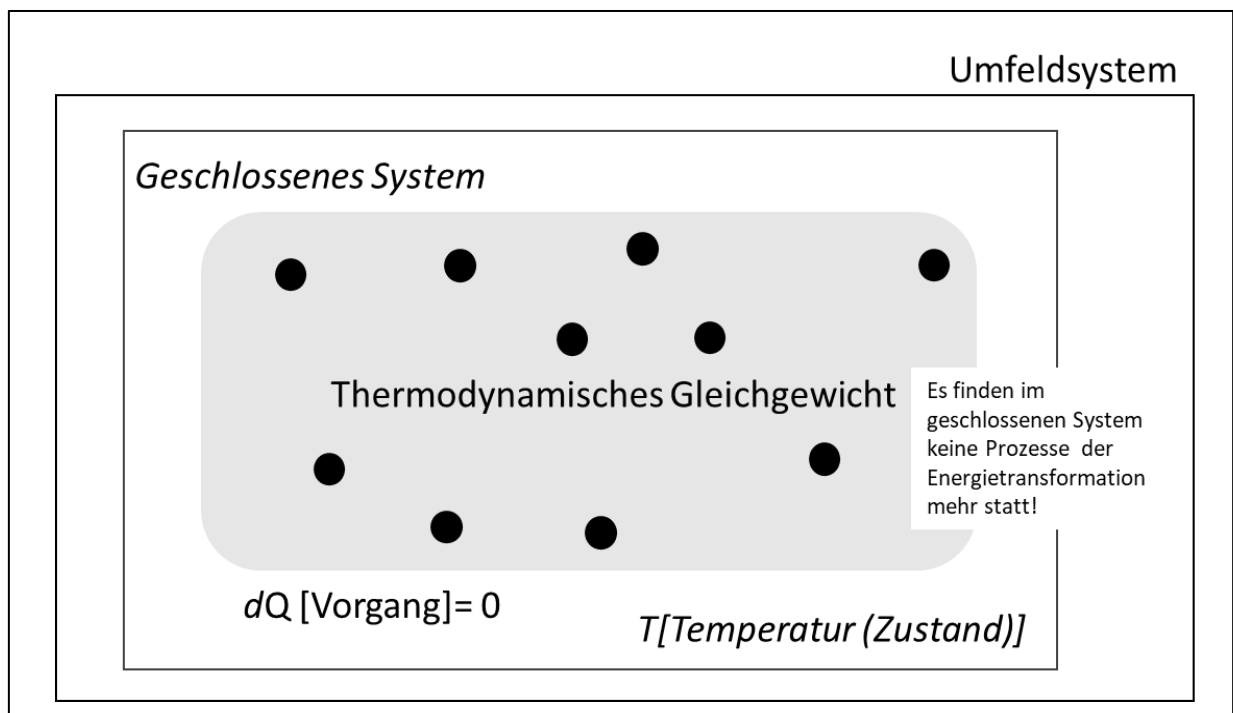 Umfeldsystem
Geschlossenes System
Thermodynamisches Gleichgewicht
Es finden im
geschlossenen System
keine Prozesse der
Energietransformation
mehr statt!
dQ [Vorgang]= 0
T[Temperatur (Zustand)]